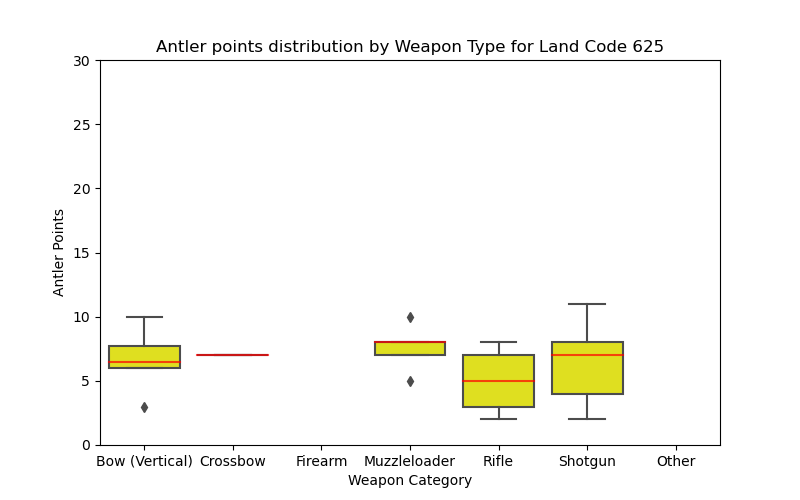 Antler points distribution by Weapon Type for Land Code 625
30
25
20
15
10
5
0
Antler Points
Bow (Vertical) Crossbow Firearm Muzzleloader Rifle Shotgun Other
Weapon Category